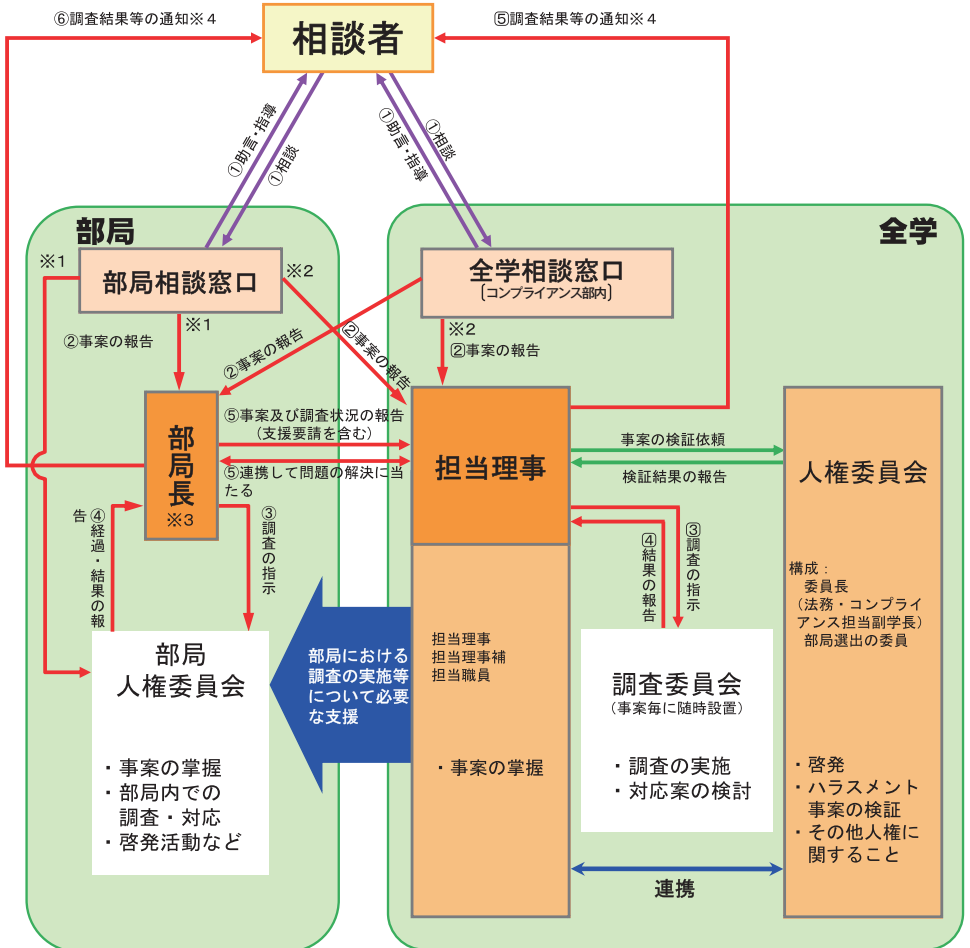 ⑥調査結果等の通知※4
相談者
⑤調査結果等の通知※4
①助言・指導
①相談
①助言・指導
①相談
部局
全学
※1
部局相談窓口
※2
全学相談窓口
〔コンプライアンス部内〕
②事案の報告
※1
②事案の報告
②事案の報告
※2
②事案の報告
部局長
※3
⑤事案及び調査状況の報告
(支援要請を含む)
⑤連携して問題の解決に当
たる
担当理事
事案の検証依頼
検証結果の報告
人権委員会
④経過・結果の報
告
③調査の指示
④結果の報告
③調査の指示
構成：
委員長
(法務・コンプライ
アンス担当副学長)
部局選出の委員
部局
人権委員会
・事案の掌握
・部局内での
調査・対応
・啓発活動など
部局における
調査の実施等
について必要
な支援
担当理事
担当理事補
担当職員
・事案の掌握
調査委員会
(事案毎に随時設置)
・調査の実施
・対応案の検討
・啓発
・ハラスメント
事案の検証
・その他人権に
関すること
連携